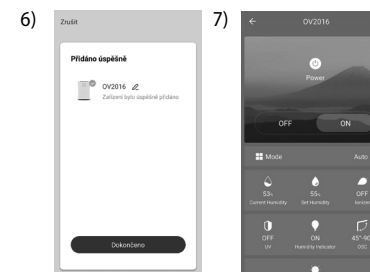 6)
Zrušit
Přidáno úspěšně
OV2016
Zařízení bylo úspěšně přidáno
Dokončeno
7)
OV2016
Power
OFF ON
Mode Auto
53% 55% OFF
Current Humidity Set Humidity Ionizer
OFF ON 45°-90
UV Humidity Indicator OSC